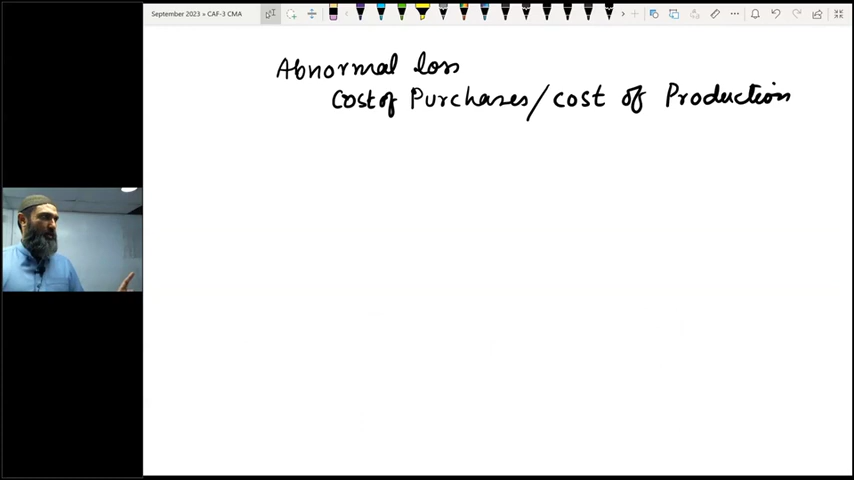 September 2023 » CAF-3 CMA
Abnormal loss
Cost of Purchases/cost of Production